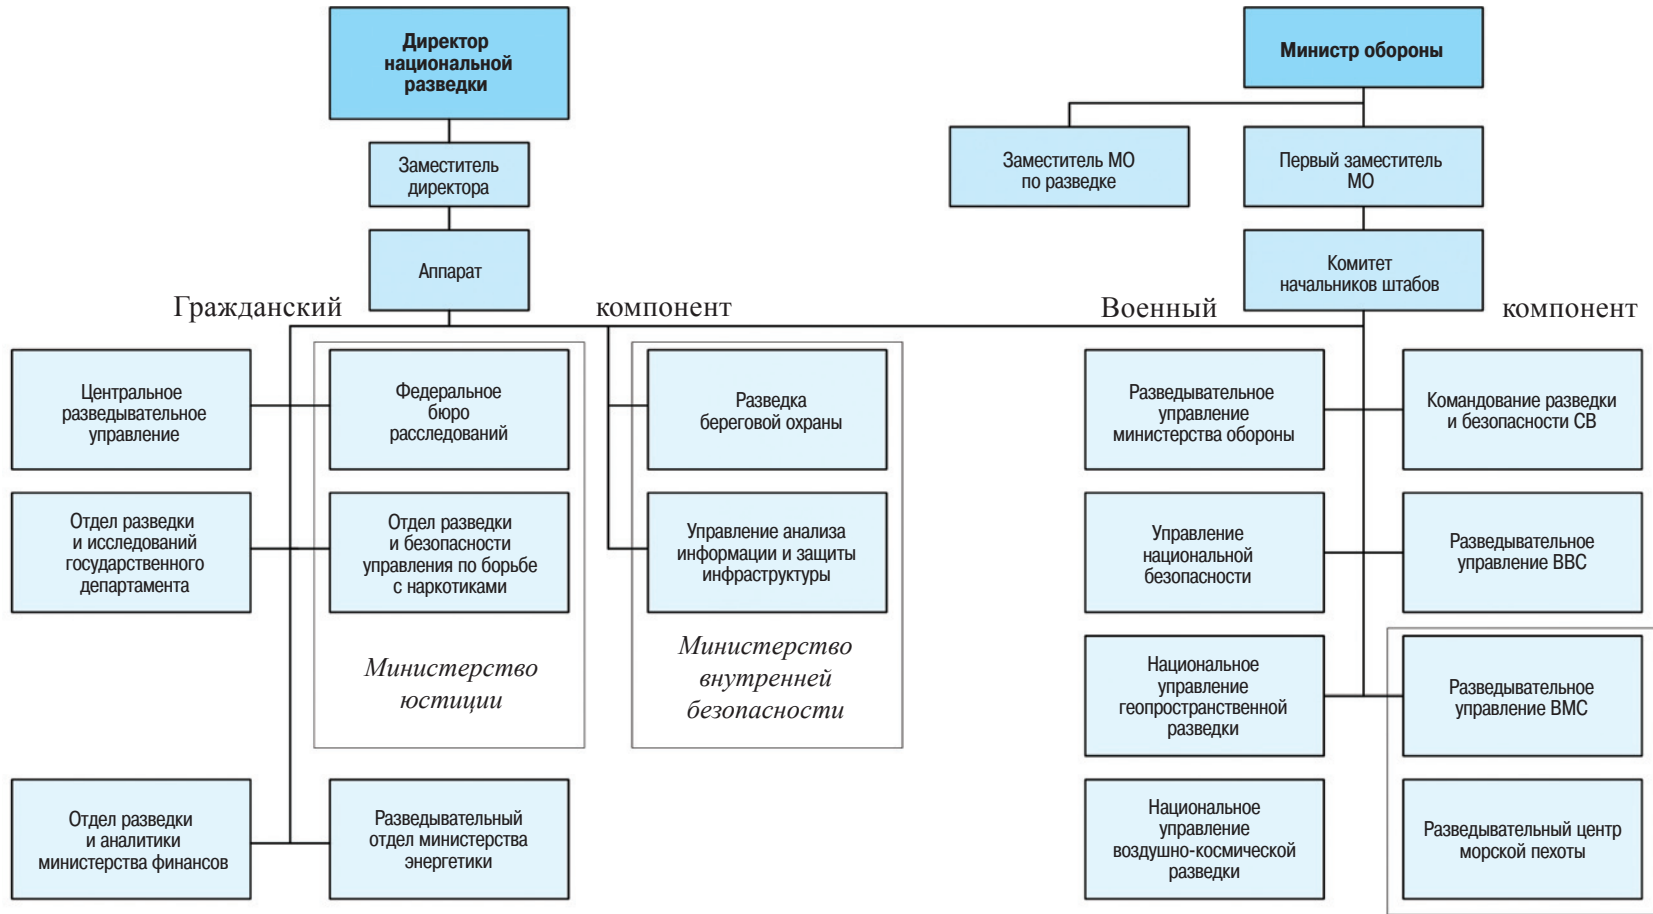 Директор
национальной
разведки
Министр обороны
Заместитель
директора
Заместитель МО
по разведке
Первый заместитель
МО
Аппарат
Комитет
начальников штабов
Гражданский компонент
Военный компонент
Центральное
разведывательное
управление
Федеральное
бюро
расследований
Разведка
береговой охраны
Разведывательное
управление
министерства обороны
Командование разведки
и безопасности СВ
Отдел разведки
и исследований
государственного
департамента
Отдел разведки
и безопасности
управления по борьбе
с наркотиками
Управление анализа
информации и защиты
инфраструктуры
Управление
национальной
безопасности
Разведывательное
управление ВВС
Министерство
юстиции
Министерство
внутренней
безопасности
Национальное
управление
геопространственной
разведки
Разведывательное
управление ВМС
Отдел разведки
и аналитики
министерства финансов
Разведывательный
отдел министерства
энергетики
Национальное
управление
воздушно-космической
разведки
Разведывательный центр
морской пехоты